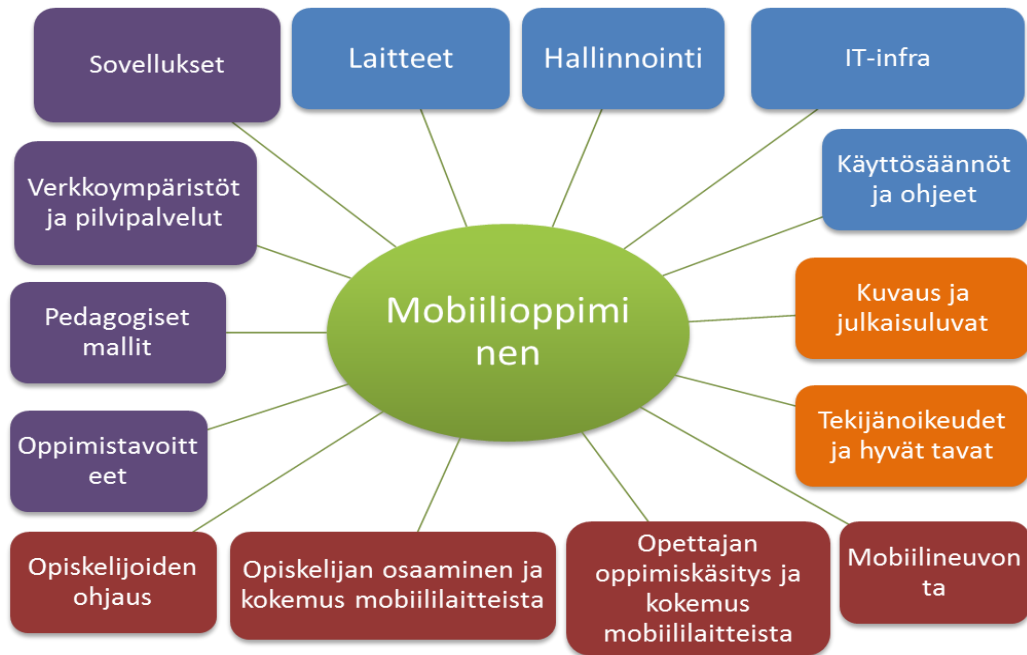 Sovellukset
Laitteet
Hallinnointi
IT-infra
Verkkoympäristöt
ja pilvipalvelut
Käyttösäännöt
ja ohjeet
Pedagogiset
mallit
Mobiilioppimi
nen
Kuvaus ja
julkaisuluvat
Oppimistavoitt
eet
Tekijänoikeudet
ja hyvät tavat
Opiskelijoiden
ohjaus
Opiskelijan osaaminen ja
kokemus mobiililaitteista
Opettajan
oppimiskäsitys ja
kokemus
mobiililaitteista
Mobiilineuvon
ta